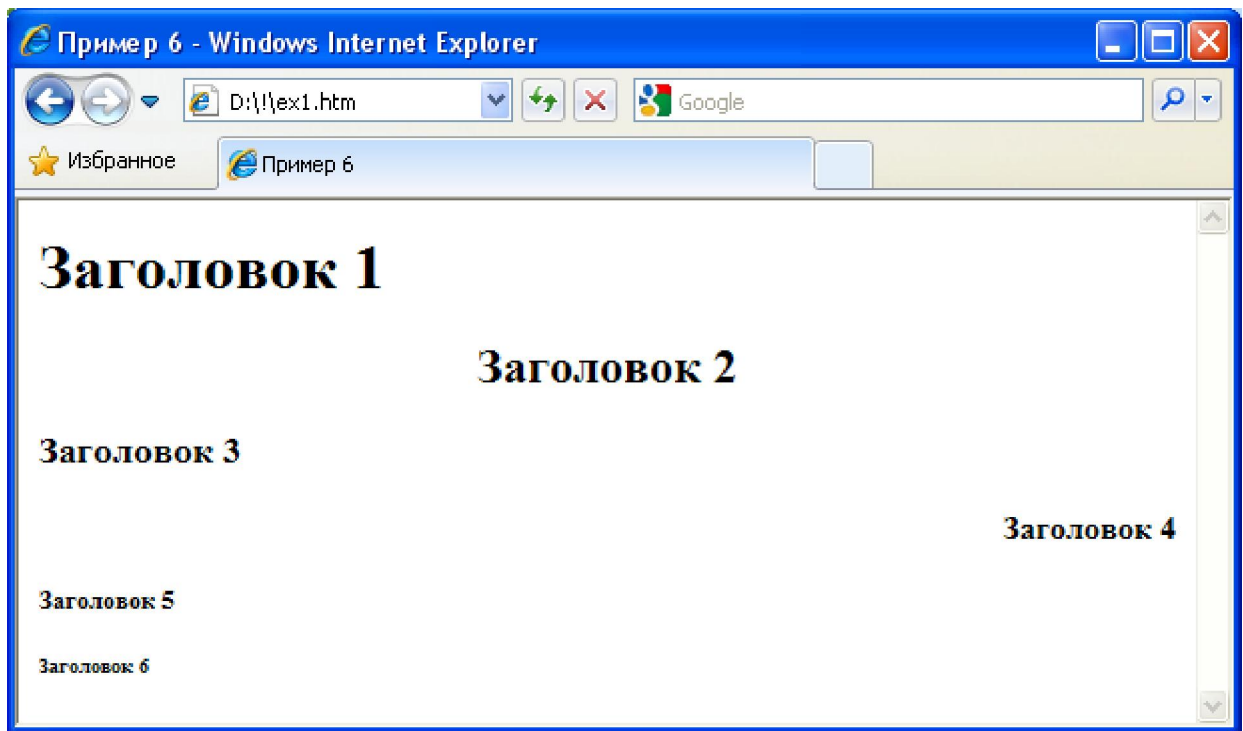 Пример 6 - Windows Internet Explorer
D:\!\ex1.htm
Google
Избранное
Пример 6
Заголовок 1
Заголовок 2
Заголовок 3
Заголовок 4
Заголовок 5
Заголовок 6